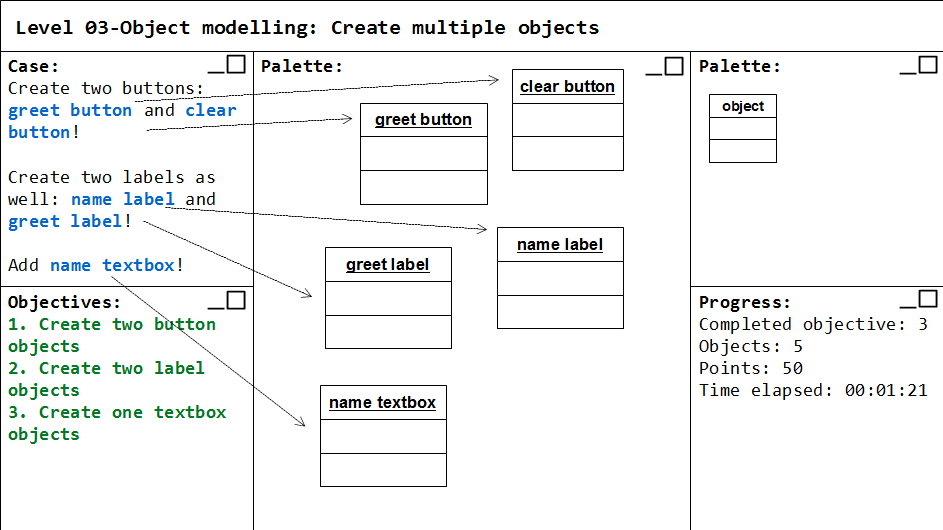 Level 03-Object modelling: Create multiple objects
Case:
Create two buttons:
greet button and clear
button!
Create two labels as
well: name label and
greet label!
Add name textbox!
Objectives:
1. Create two button
objects
2. Create two label
objects
3. Create one textbox
objects
Palette:
clear button
greet button
name label
greet label
name textbox
Palette:
object
Progress:
Completed objective: 3
Objects: 5
Points: 50
Time elapsed: 00:01:21